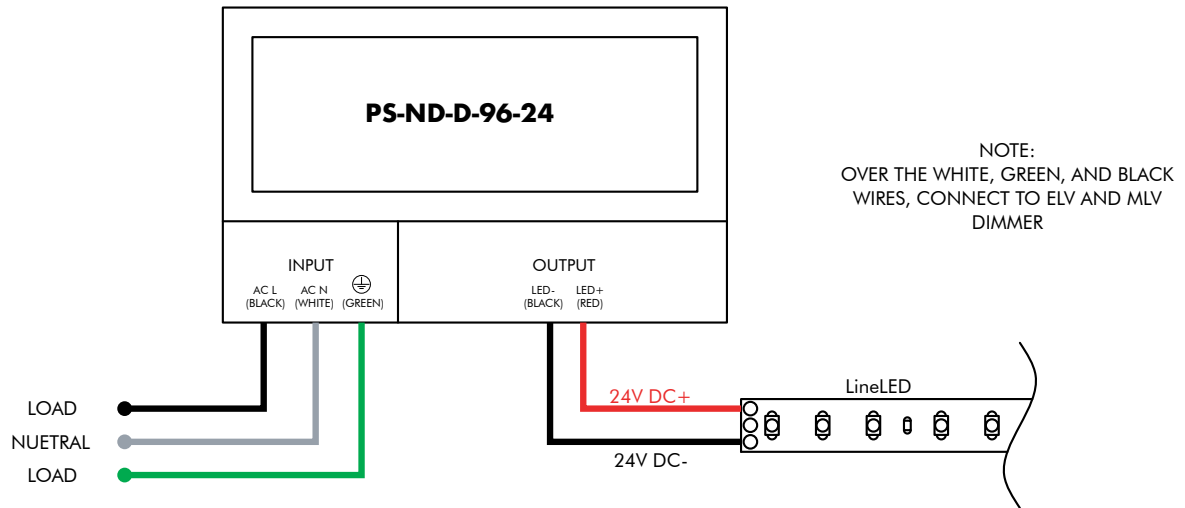 PS-ND-D-96-24
NOTE:
OVER THE WHITE, GREEN, AND BLACK
WIRES, CONNECT TO ELV AND MLV
DIMMER
INPUT
OUTPUT
AC L
(BLACK)
AC N
(WHITE)
(GREEN)
LED-
(BLACK)
LED+
(RED)
LineLED
24V DC+
24V DC-
LOAD
NUETRAL
LOAD